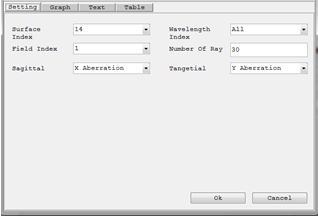 Setting Graph Text Table
Surface Index 14 Wavelength Index All
Field Index 1 Number Of Ray 30
Sagittal X Aberration Tangetial Y Aberration
Ok Cancel